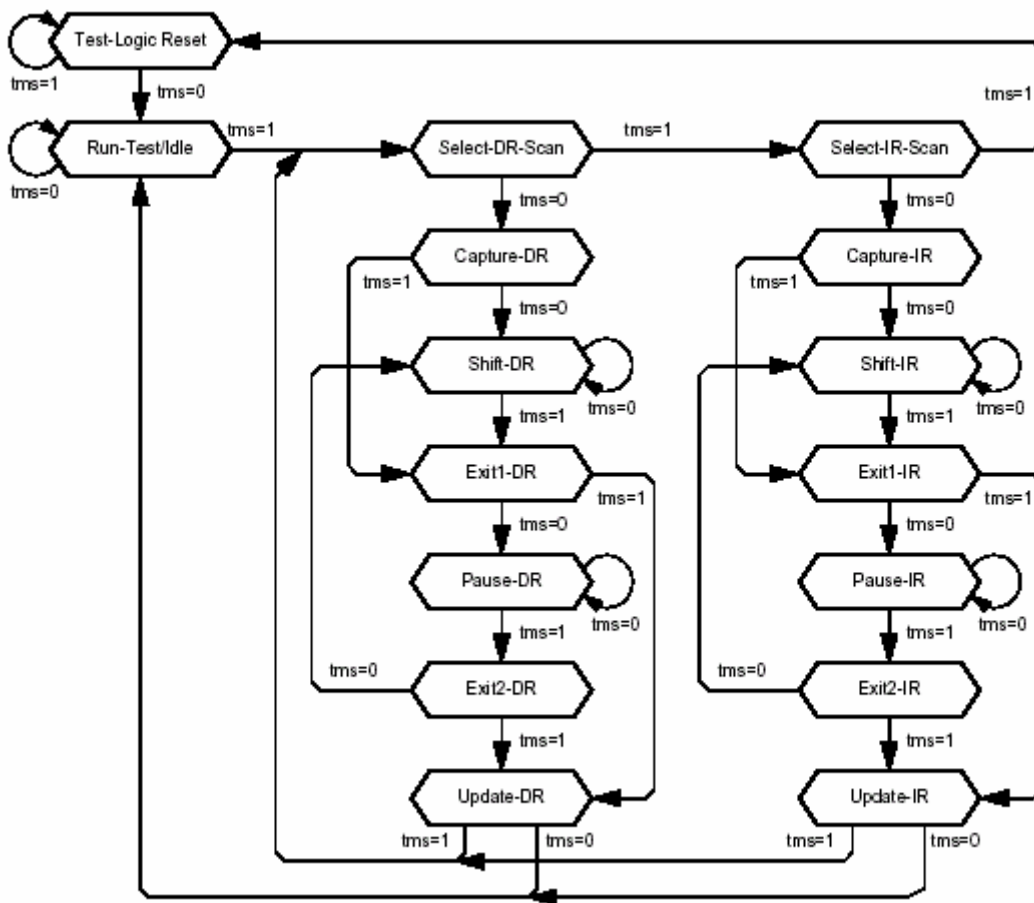 Test-Logic Reset
tms=1
tms=0
tms=1
Run-Test/Idle
tms=1
Select-DR-Scan
tms=1
Select-IR-Scan
tms=0
tms=0
tms=0
Capture-DR
Capture-IR
tms=1
tms=1
tms=0
tms=0
Shift-DR
Shift-IR
tms=0
tms=0
tms=1
tms=1
Exit1-DR
Exit1-IR
tms=1
tms=1
tms=0
tms=0
Pause-DR
Pause-IR
tms=0
tms=0
tms=1
tms=1
tms=0
tms=0
Exit2-DR
Exit2-IR
tms=1
tms=1
Update-DR
Update-IR
tms=1
tms=0
tms=1
tms=0